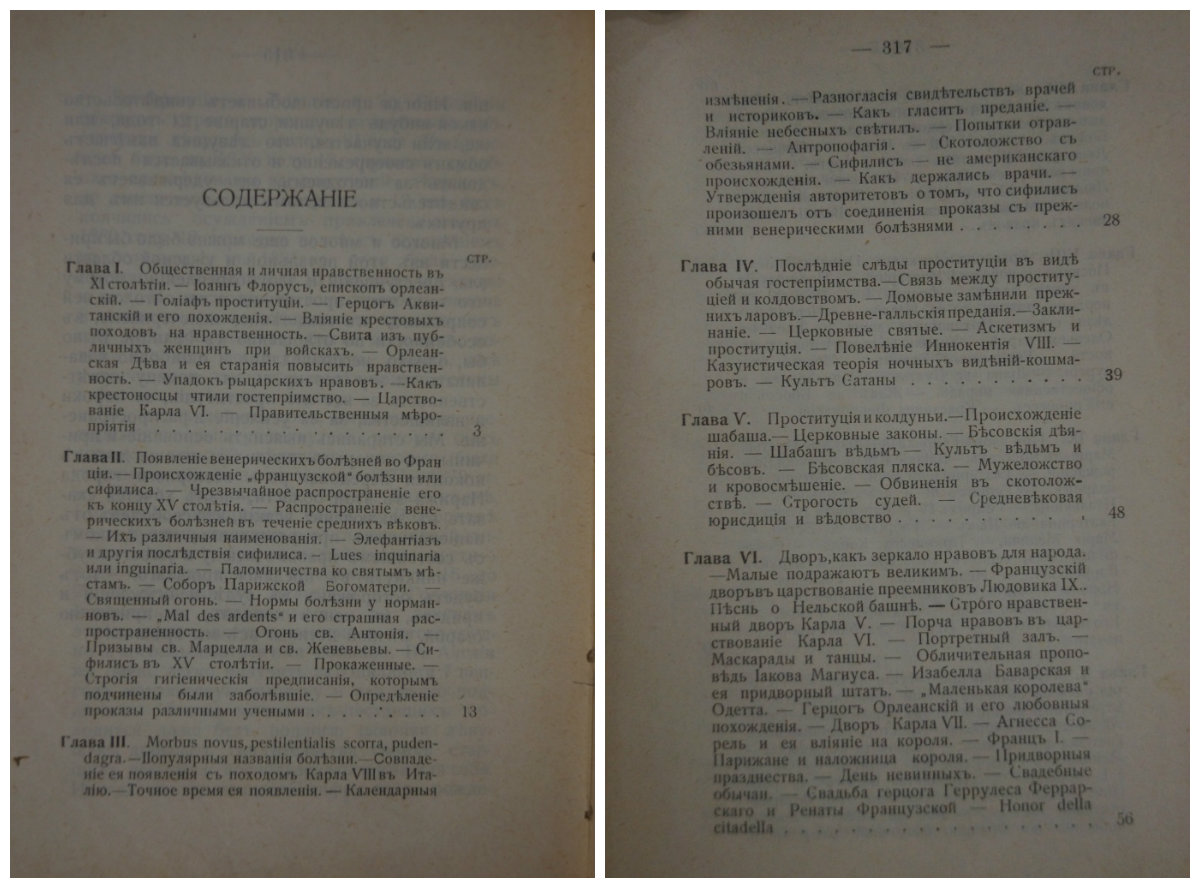 СОДЕРЖАНІЕ
СТР.
Глава I. Общественная и личная нравственность въ
XI столѣтіи. — Іоаннъ Флорусъ, епископъ орлеан-
скій. — Голіафъ проституціи. — Герцогъ Акви-
танскій и его похожденія. — Вліяніе крестовыхъ
походовъ на нравственность. — Свита изъ пуб-
личныхъ женщинъ при войскахъ. — Орлеан-
ская Дѣва и ея старанія повысить нравствен-
ность. — Упадокъ рыцарскихъ нравовъ. — Какъ
крестоносцы чтили гостепріимство. — Царство-
ваніе Карла VI. — Правительственныя мѣро-
пріятія . . . . . . . . . . . . . . . . 3
Глава II. Появленіе венерическихъ болѣзней во Фран
ціи. — Происхожденіе „французской“ болѣзни или
сифилиса. — Чрезвычайное распространеніе его
къ концу XV столѣтія. — Распространеніе вене-
рическихъ болѣзней въ теченіе среднихъ вѣковъ.
— Ихъ различныя наименованія. — Элефантіазъ
и другія послѣдствія сифилиса. — Lues inquinaria
или inguinaria. — Паломничества ко святымъ мѣ-
стамъ. — Соборъ Парижской Богоматери. —
Священный огонь. — Нормы болѣзни у норман-
новъ. — „Mal des ardents“ и его страшная рас-
пространенность. — Огонь св. Антонія. —
Призывы св. Марцелла и св. Женевьевы. — Си-
филисъ въ XV столѣтіи. — Прокаженные. —
Строгія гигіеническія предписанія, которымъ
подчинены были заболѣвшіе. — Опредѣленіе
проказы различными учеными . . . . . . . . 13
Глава III. Morbus novus, pestilentialis scorra, puden-
dagra. — Популярныя названія болѣзни. — Совпаде-
ніе ея появленія съ походомъ Карла VIII въ Ита-
лію. — Точное время ея появленія. — Календарныя
— 317 —
СТР.
измѣненія. — Разногласія свидѣтельствъ врачей
и историковъ. — Какъ гласитъ преданіе. —
Вліяніе небесныхъ свѣтилъ. — Попытки отрав-
леній. — Антропофагія. — Скотоложство съ
обезьянами. — Сифилисъ — не американскаго
происхожденія. — Какъ держались врачи. —
Утвержденія авторитетовъ о томъ, что сифилисъ
произошелъ отъ соединенія проказы съ преж-
ними венерическими болѣзнями . . . . . . . . 28
Глава IV. Послѣдніе слѣды проституціи въ видѣ
обычая гостепріимства. — Связь между проститу-
ціей и колдовствомъ. — Домовые замѣнили преж-
нихъ ларовъ. — Древне-галльскія преданія. — Закли-
наніе. — Церковные святые. — Аскетизмъ и
проституція. — Повелѣніе Иннокентія VIII. —
Казуистическая теорія ночныхъ видѣній-кошма-
ровъ. — Культъ Сатаны . . . . . . . . . . . 39
Глава V. Проституція и колдуньи. — Происхожденіе
шабаша. — Церковные законы. — Бѣсовскія дѣя-
нія. — Шабашъ вѣдьмъ — Культъ вѣдьмъ и
бѣсовъ. — Бѣсовская пляска. — Мужеложство
и кровосмѣшеніе. — Обвиненія въ скотолож-
ствѣ. — Строгость судей. — Средневѣковая
юрисдиція и вѣдовство . . . . . . . . . . . . 48
Глава VI. Дворъ, какъ зеркало нравовъ для народа.
— Малые подражаютъ великимъ. — Французскій
дворъ въ царствованіе преемниковъ Людовика IX..
Пѣснь о Нельской башнѣ. — Строго нравствен-
ный дворъ Карла V. — Порча нравовъ въ цар-
ствованіе Карла VI. — Портретный залъ. —
Маскарады и танцы. — Обличительная пропо-
вѣдь Іакова Магиуса. — Изабелла Баварская и
ея придворный штатъ. — „Маленькая королева“
Одетта. — Герцогъ Орлеанскій и его любовныя
похожденія. — Дворъ Карла VII. — Агнесса Со-
рель и ея вліяніе на короля. — Францъ I. —
Парижане и наложница короля. — Придворныя
празднества. — День невинныхъ. — Свадебные
обычаи. — Свадьба герцога Геррулеса Феррар-
скаго и Ренаты Французской — Honor della
citadella . . . . . . . . . . . . . . . . . . . 56